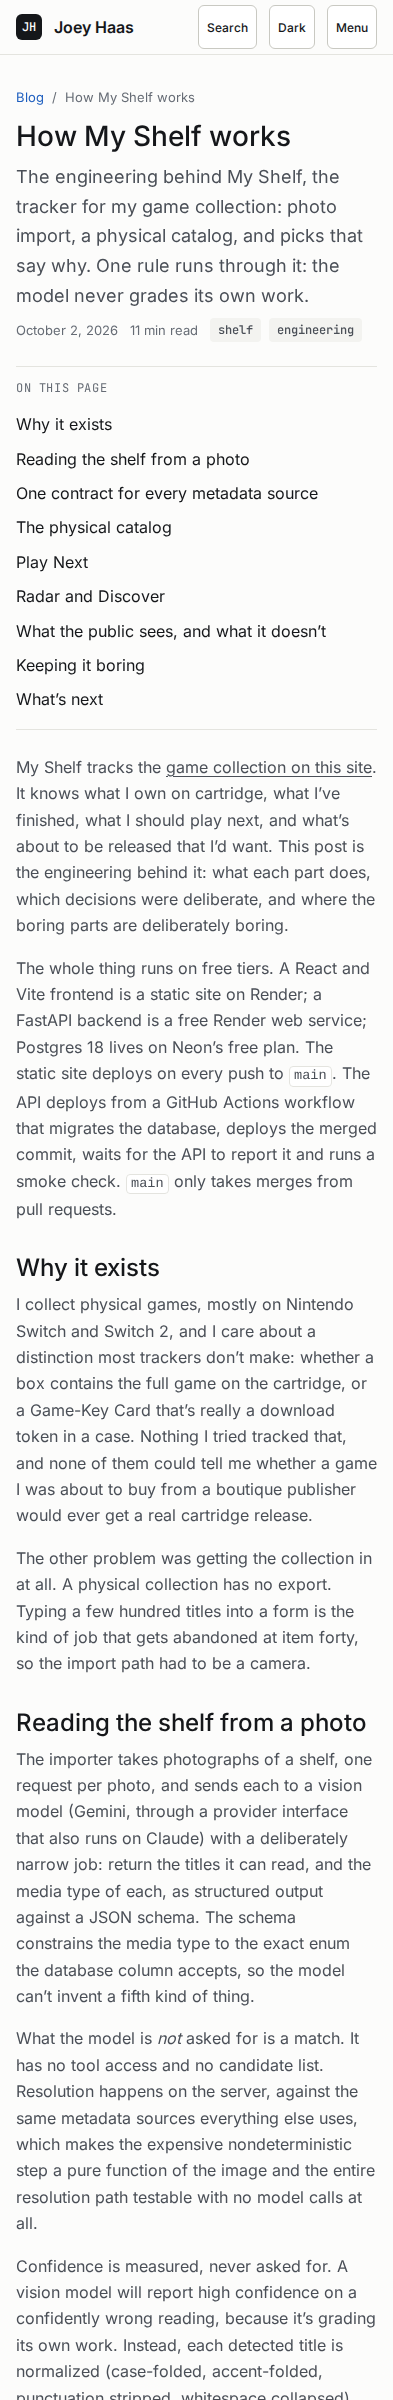 JH Joey Haas Search Dark Menu
Blog / How My Shelf works
How My Shelf works
The engineering behind My Shelf, the
tracker for my game collection: photo
import, a physical catalog, and picks that
say why. One rule runs through it: the
model never grades its own work.
October 2, 2026 11 min read shelf engineering
ON THIS PAGE
Why it exists
Reading the shelf from a photo
One contract for every metadata source
The physical catalog
Play Next
Radar and Discover
What the public sees, and what it doesn’t
Keeping it boring
What’s next
My Shelf tracks the game collection on this site.
It knows what I own on cartridge, what I’ve
finished, what I should play next, and what’s
about to be released that I’d want. This post is
the engineering behind it: what each part does,
which decisions were deliberate, and where the
boring parts are deliberately boring.
The whole thing runs on free tiers. A React and
Vite frontend is a static site on Render; a
FastAPI backend is a free Render web service;
Postgres 18 lives on Neon’s free plan. The
static site deploys on every push to main. The
API deploys from a GitHub Actions workflow
that migrates the database, deploys the merged
commit, waits for the API to report it and runs a
smoke check. main only takes merges from
pull requests.
Why it exists
I collect physical games, mostly on Nintendo
Switch and Switch 2, and I care about a
distinction most trackers don’t make: whether a
box contains the full game on the cartridge, or
a Game-Key Card that’s really a download
token in a case. Nothing I tried tracked that,
and none of them could tell me whether a game
I was about to buy from a boutique publisher
would ever get a real cartridge release.
The other problem was getting the collection in
at all. A physical collection has no export.
Typing a few hundred titles into a form is the
kind of job that gets abandoned at item forty,
so the import path had to be a camera.
Reading the shelf from a photo
The importer takes photographs of a shelf, one
request per photo, and sends each to a vision
model (Gemini, through a provider interface
that also runs on Claude) with a deliberately
narrow job: return the titles it can read, and the
media type of each, as structured output
against a JSON schema. The schema
constrains the media type to the exact enum
the database column accepts, so the model
can’t invent a fifth kind of thing.
What the model is not asked for is a match. It
has no tool access and no candidate list.
Resolution happens on the server, against the
same metadata sources everything else uses,
which makes the expensive nondeterministic
step a pure function of the image and the entire
resolution path testable with no model calls at
all.
Confidence is measured, never asked for. A
vision model will report high confidence on a
confidently wrong reading, because it’s grading
its own work. Instead, each detected title is
normalized (case-folded, accent-folded,
punctuation stripped, whitespace collapsed)